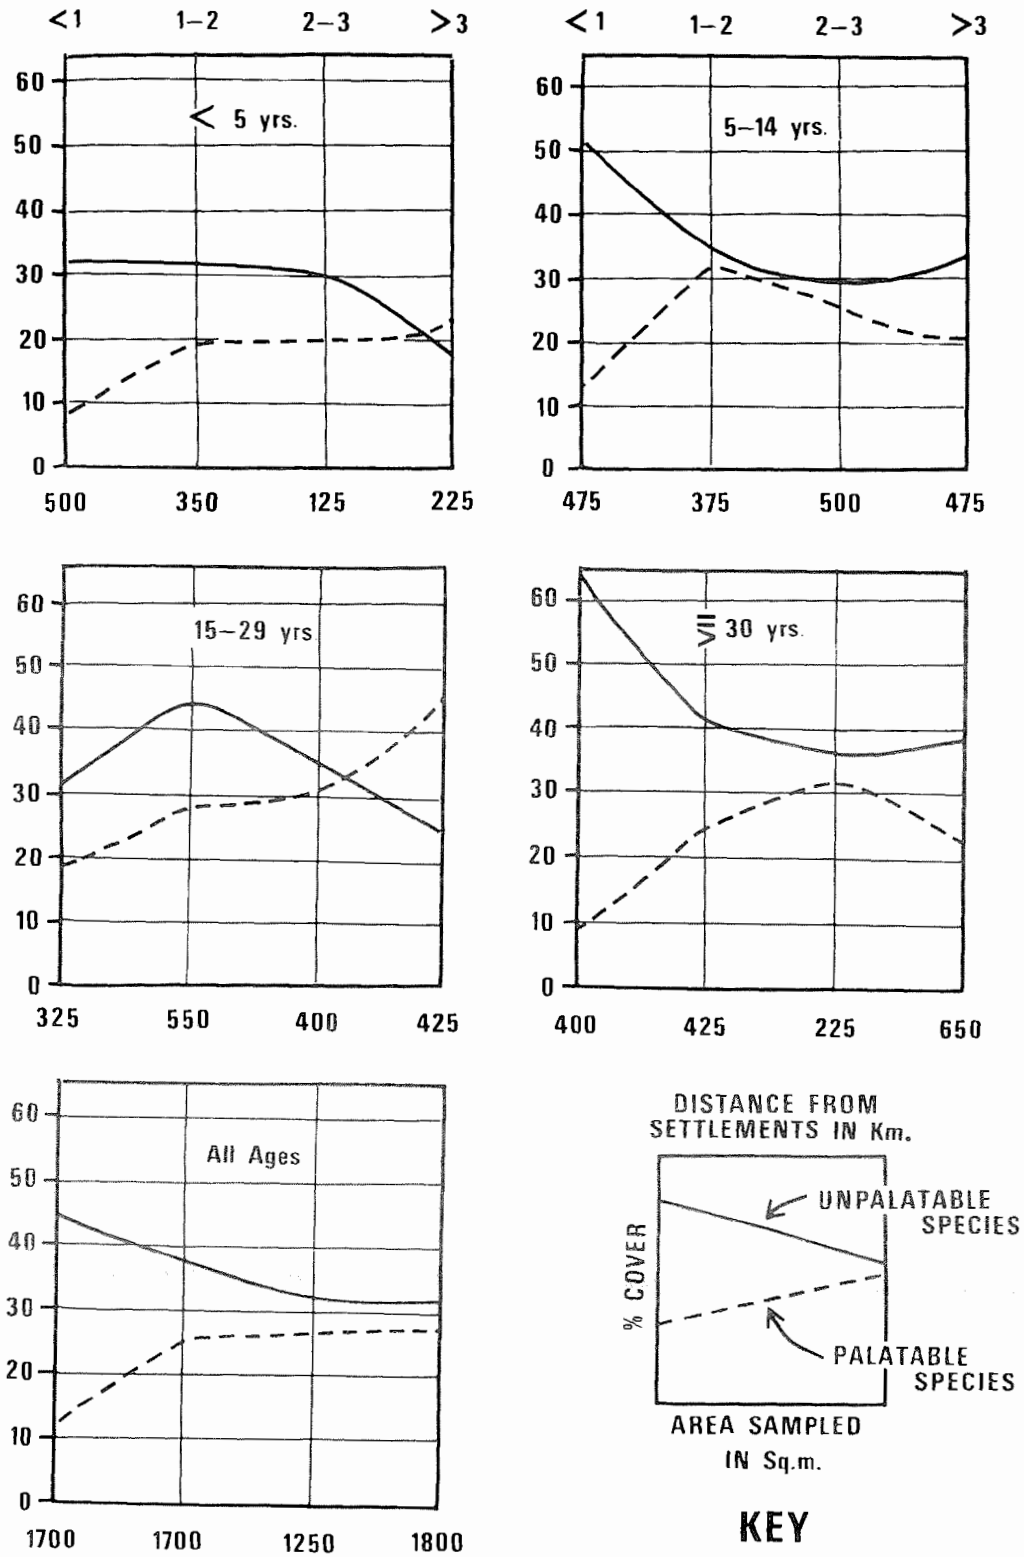 <1 1–2 2–3 >3
<1 1–2 2–3 >3
60
50
40
30
20
10
0
< 5 yrs.
500 350 125 225
60
50
40
30
20
10
0
5–14 yrs.
475 375 500 475
60
50
40
30
20
10
0
15–29 yrs
325 550 400 425
60
50
40
30
20
10
0
≥ 30 yrs.
400 425 225 650
60
50
40
30
20
10
0
All Ages
1700 1700 1250 1800
DISTANCE FROM
SETTLEMENTS IN Km.
% COVER
UNPALATABLE
SPECIES
PALATABLE
SPECIES
AREA SAMPLED
IN Sq.m.
KEY